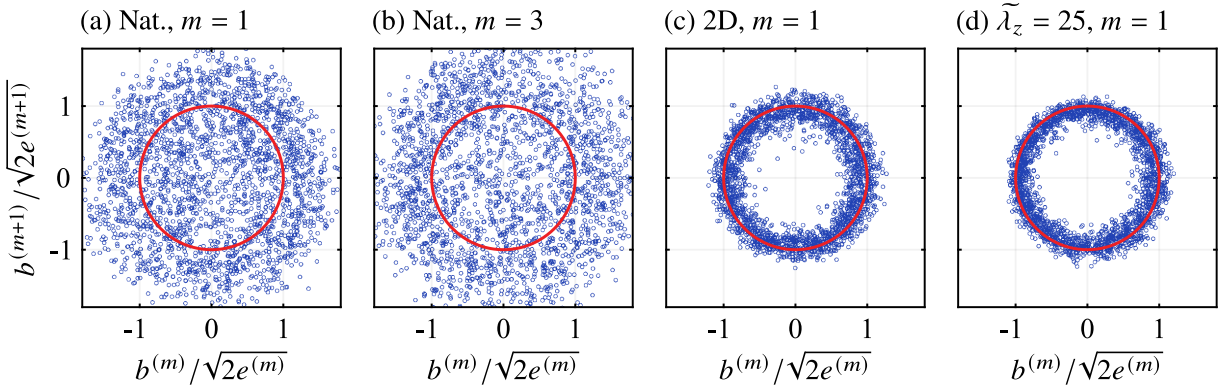 (a) Nat., m = 1
(b) Nat., m = 3
(c) 2D, m = 1
(d) λ̃_z = 25, m = 1
b^(m+1)/√2e^(m+1)
1
0
-1
-1 0 1
-1 0 1
-1 0 1
-1 0 1
b^(m)/√2e^(m)
b^(m)/√2e^(m)
b^(m)/√2e^(m)
b^(m)/√2e^(m)